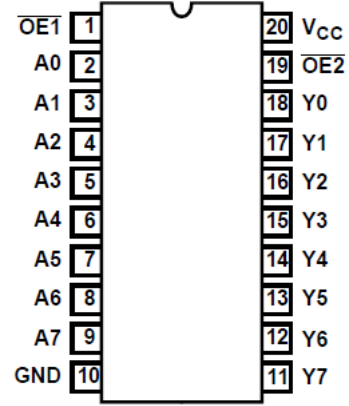 O̅E̅1̅ 1 20 VCC
A0 2 19 O̅E̅2̅
A1 3 18 Y0
A2 4 17 Y1
A3 5 16 Y2
A4 6 15 Y3
A5 7 14 Y4
A6 8 13 Y5
A7 9 12 Y6
GND 10 11 Y7